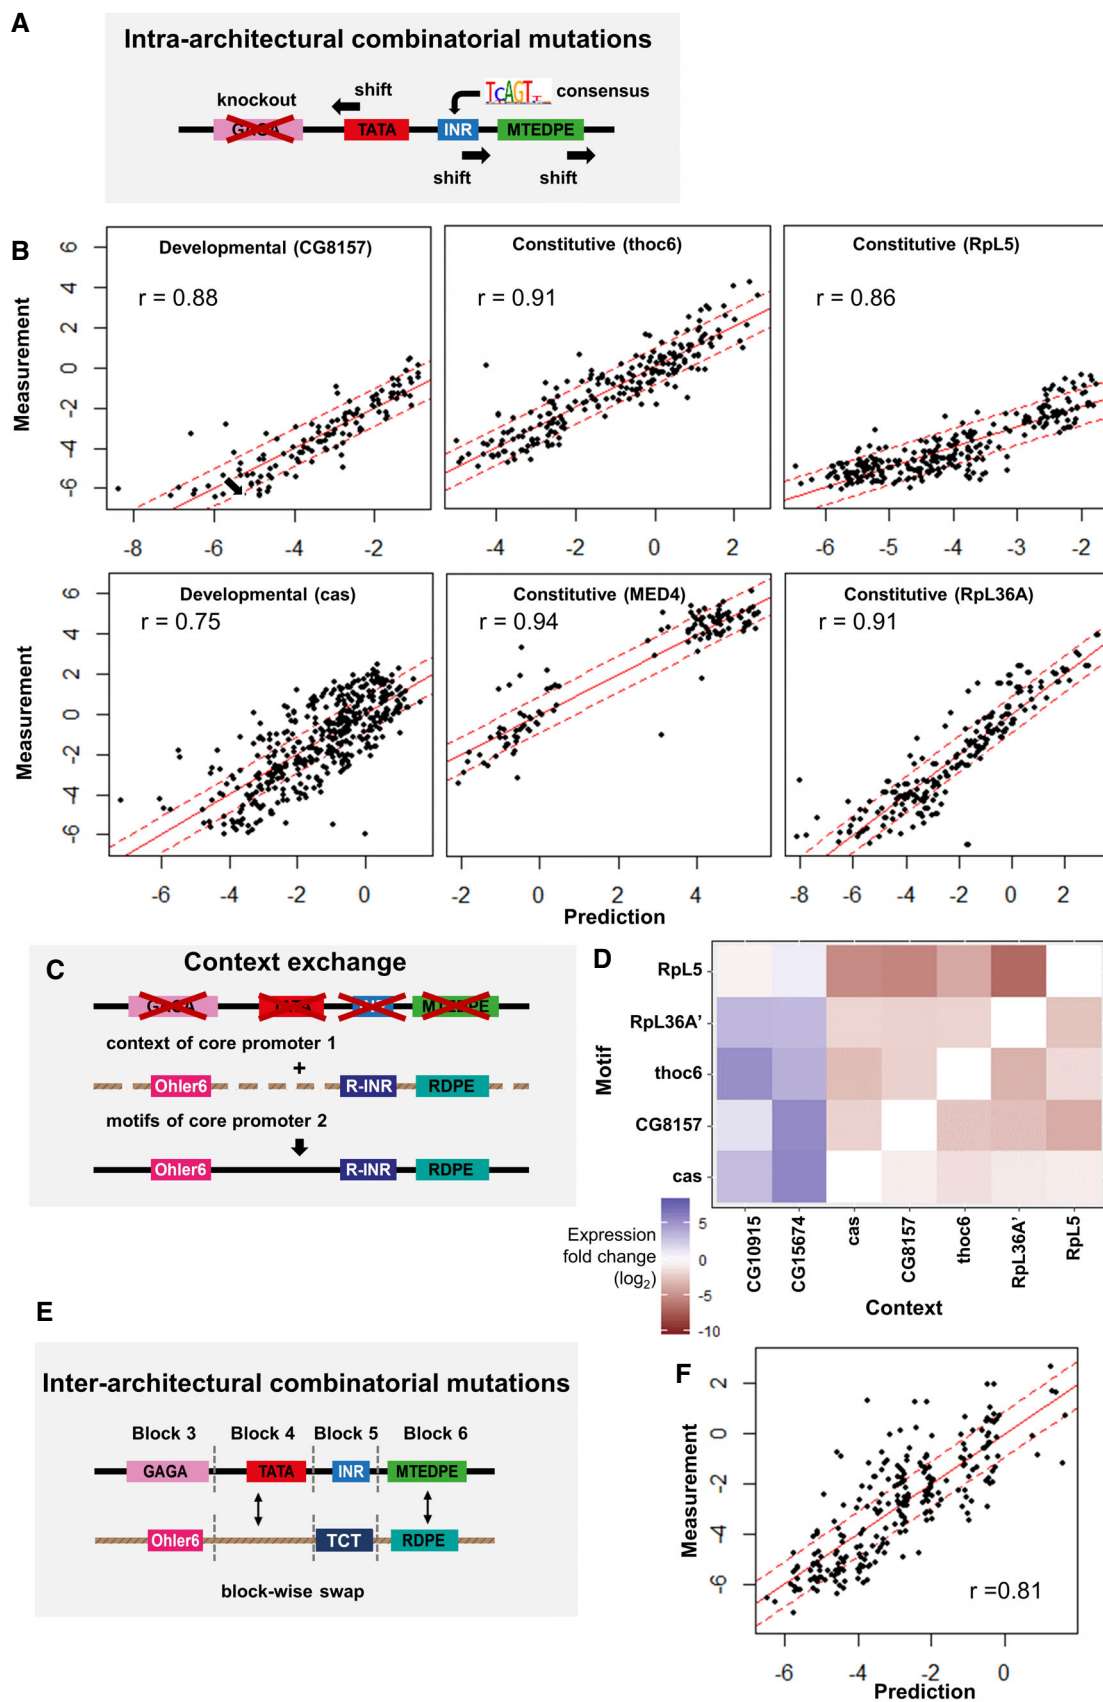 A
Intra-architectural combinatorial mutations
knockout
shift
TCAGT
consensus
GAGA
TATA
INR
MTEDPE
shift
shift
B
Developmental (CG8157)
Constitutive (thoc6)
Constitutive (RpL5)
r = 0.88
r = 0.91
r = 0.86
Measurement
6
4
2
0
-2
-4
-6
-8 -6 -4 -2
-4 -2 0 2
-6 -5 -4 -3 -2
Developmental (cas)
Constitutive (MED4)
Constitutive (RpL36A)
r = 0.75
r = 0.94
r = 0.91
Measurement
6
4
2
0
-2
-4
-6
-6 -4 -2 0
-2 0 2 4
-8 -6 -4 -2 0 2
Prediction
C
Context exchange
GAGA
TATA
INR
MTEDPE
context of core promoter 1
+
Ohler6
R-INR
RDPE
motifs of core promoter 2
Ohler6
R-INR
RDPE
D
Motif
RpL5
RpL36A'
thoc6
CG8157
cas
CG10915
CG15674
cas
CG8157
thoc6
RpL36A'
RpL5
Context
Expression
fold change
(log2)
5
0
-5
-10
E
Inter-architectural combinatorial mutations
Block 3 Block 4 Block 5 Block 6
GAGA
TATA
INR
MTEDPE
Ohler6
TCT
RDPE
block-wise swap
F
Measurement
2
0
-2
-4
-6
r =0.81
-6 -4 -2 0
Prediction